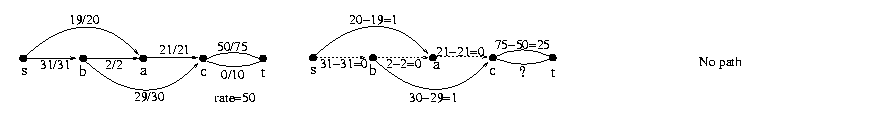 19/20
50/75
21/21
s
31/31
b
2/2
a
c
t
0/10
29/30
rate=50
20−19=1
75−50=25
21−21=0
s
31−31=0
b
2−2=0
a
c
?
t
30−29=1
No path